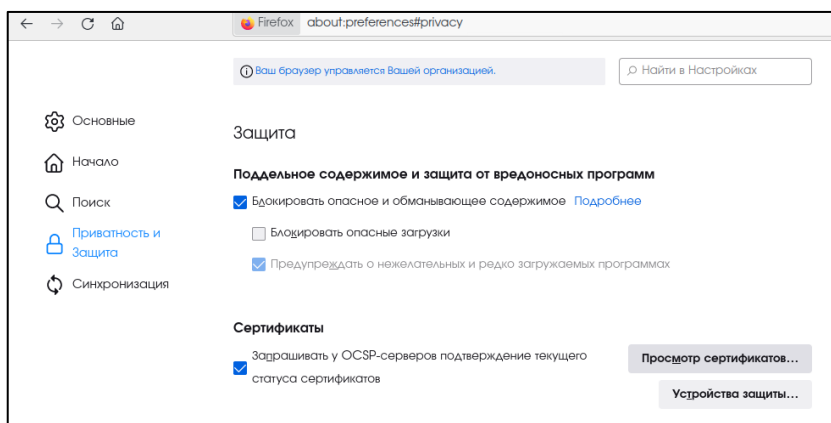 Firefox about:preferences#privacy
Ваш браузер управляется Вашей организацией.
Найти в Настройках
Основные
Начало
Поиск
Приватность и
Защита
Синхронизация
Защита
Поддельное содержимое и защита от вредоносных программ
Блокировать опасное и обманывающее содержимое Подробнее
Блокировать опасные загрузки
Предупреждать о нежелательных и редко загружаемых программах
Сертификаты
Запрашивать у OCSP-серверов подтверждение текущего
статуса сертификатов
Просмотр сертификатов...
Устройства защиты...